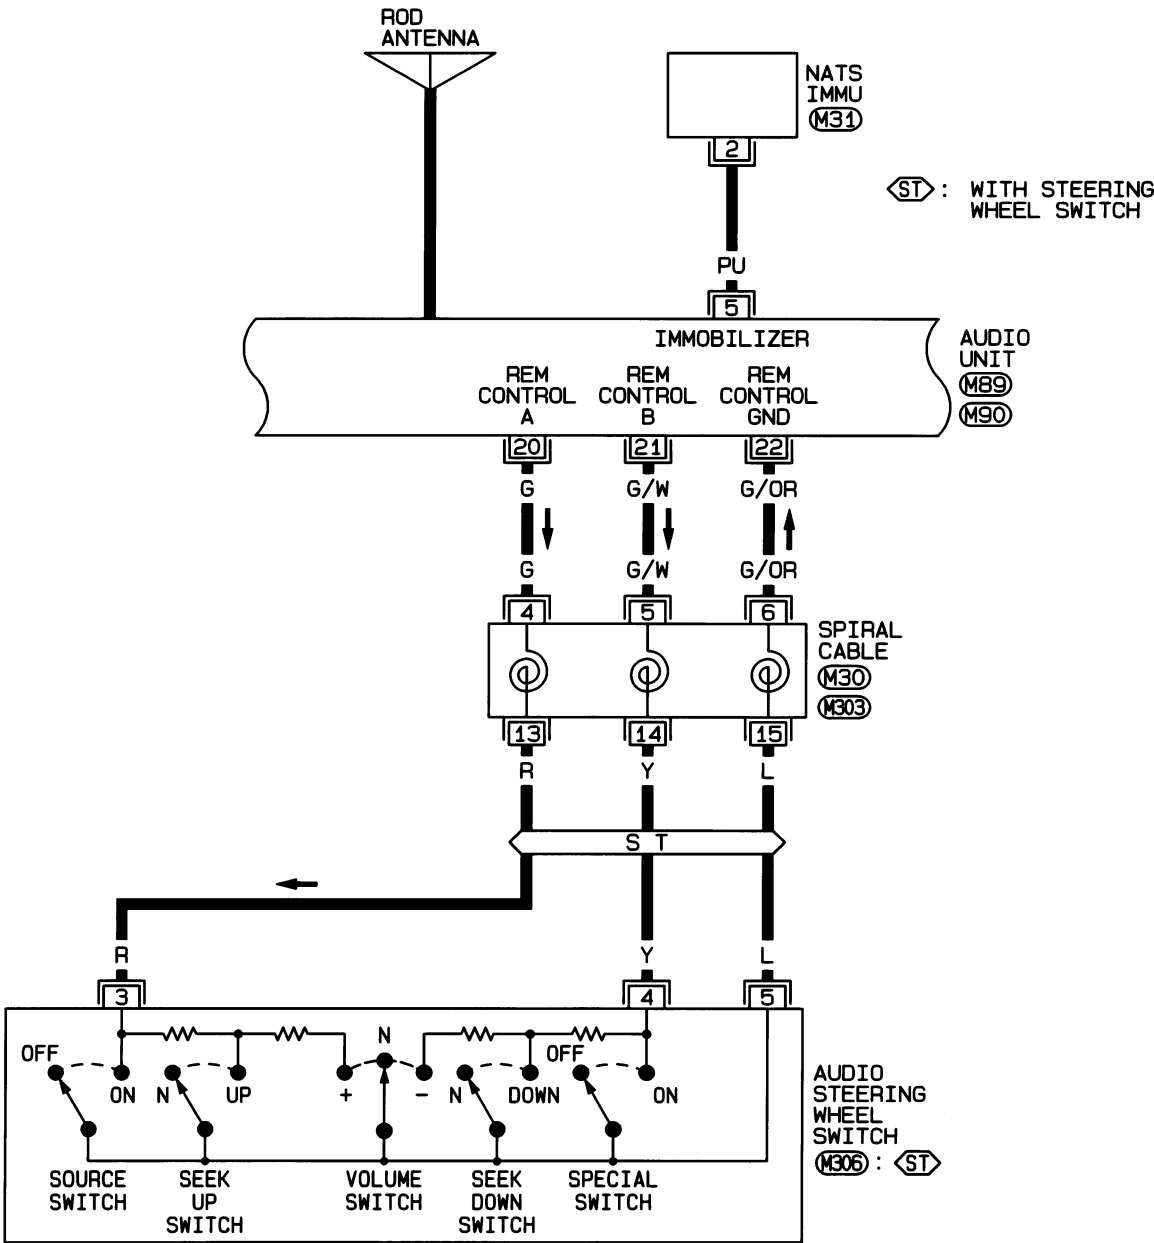 ROD
ANTENNA
NATS
IMMU
M31
2
ST : WITH STEERING
WHEEL SWITCH
PU
5
IMMOBILIZER
AUDIO
UNIT
M89
M90
REM
CONTROL
A
REM
CONTROL
B
REM
CONTROL
GND
20 21 22
G G/W G/OR
G G/W G/OR
4 5 6
SPIRAL
CABLE
M30
M303
13 14 15
R Y L
S T
R Y L
3 4 5
N
OFF OFF
ON N UP + - N DOWN ON
AUDIO
STEERING
WHEEL
SWITCH
M306 : ST
SOURCE
SWITCH
SEEK
UP
SWITCH
VOLUME
SWITCH
SEEK
DOWN
SWITCH
SPECIAL
SWITCH